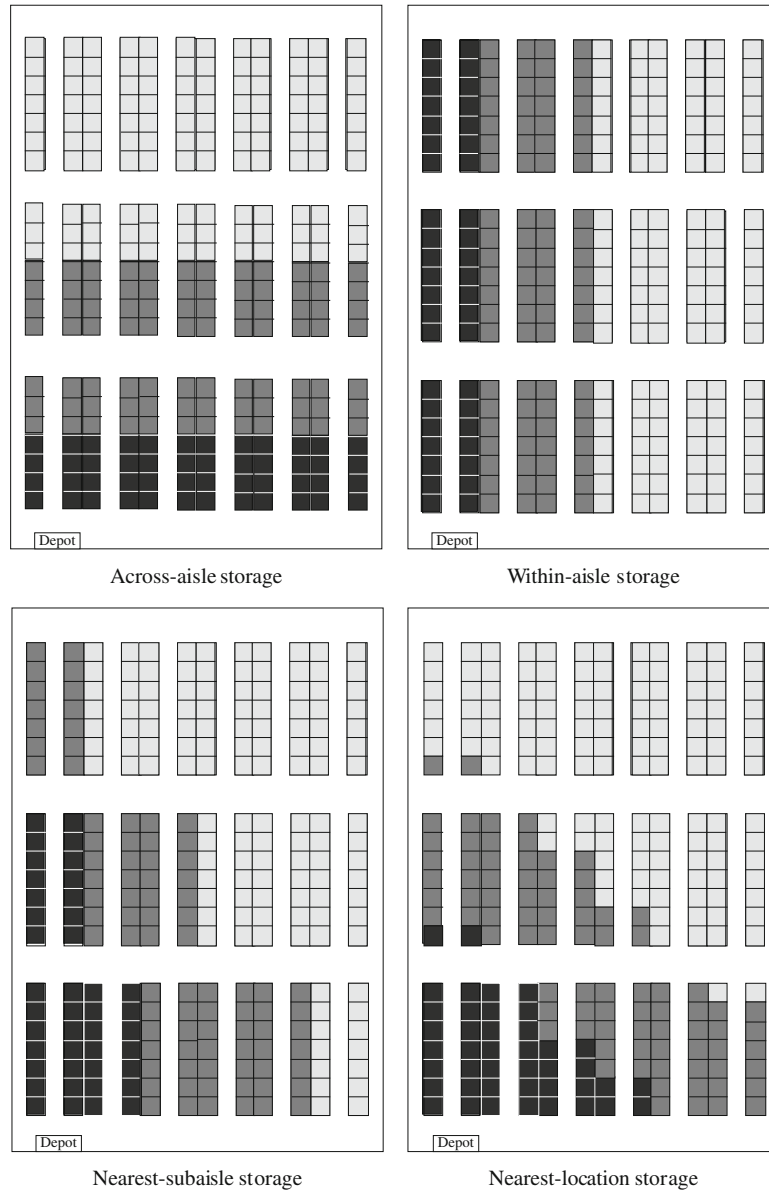 Depot
Depot
Across-aisle storage
Within-aisle storage
Depot
Depot
Nearest-subaisle storage
Nearest-location storage